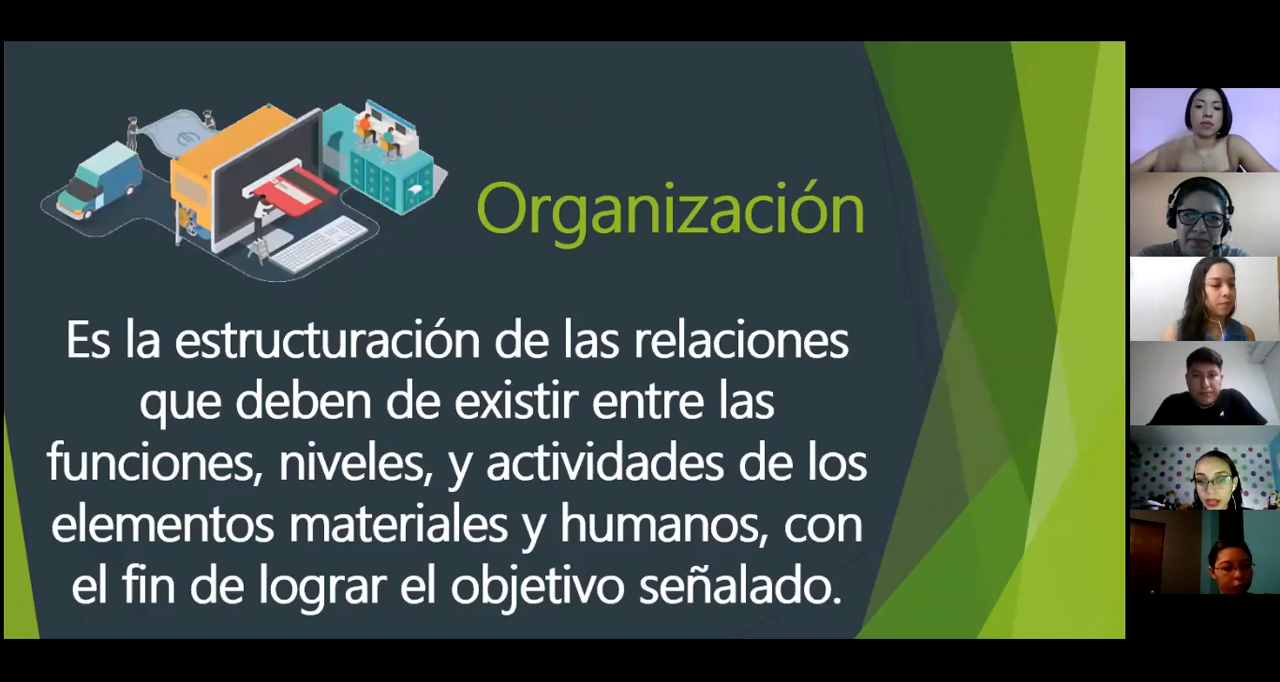 Organización
Es la estructuración de las relaciones
que deben de existir entre las
funciones, niveles, y actividades de los
elementos materiales y humanos, con
el fin de lograr el objetivo señalado.